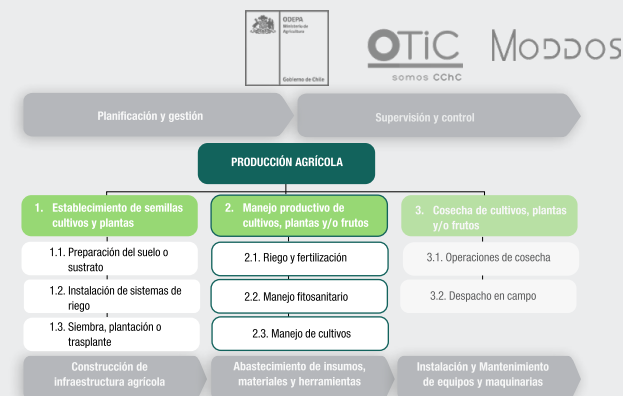 ODEPA
Ministerio de
Agricultura
Gobierno de Chile
OTiC
somos CChC
MODDOS
Planificación y gestión
Supervisión y control
PRODUCCIÓN AGRÍCOLA
1. Establecimiento de semillas
cultivos y plantas
2. Manejo productivo de
cultivos, plantas y/o frutos
3. Cosecha de cultivos, plantas
y/o frutos
1.1. Preparación del suelo o
sustrato
1.2. Instalación de sistemas de
riego
1.3. Siembra, plantación o
trasplante
2.1. Riego y fertilización
2.2. Manejo fitosanitario
2.3. Manejo de cultivos
3.1. Operaciones de cosecha
3.2. Despacho en campo
Construcción de
infraestructura agrícola
Abastecimiento de insumos,
materiales y herramientas
Instalación y Mantenimiento
de equipos y maquinarias